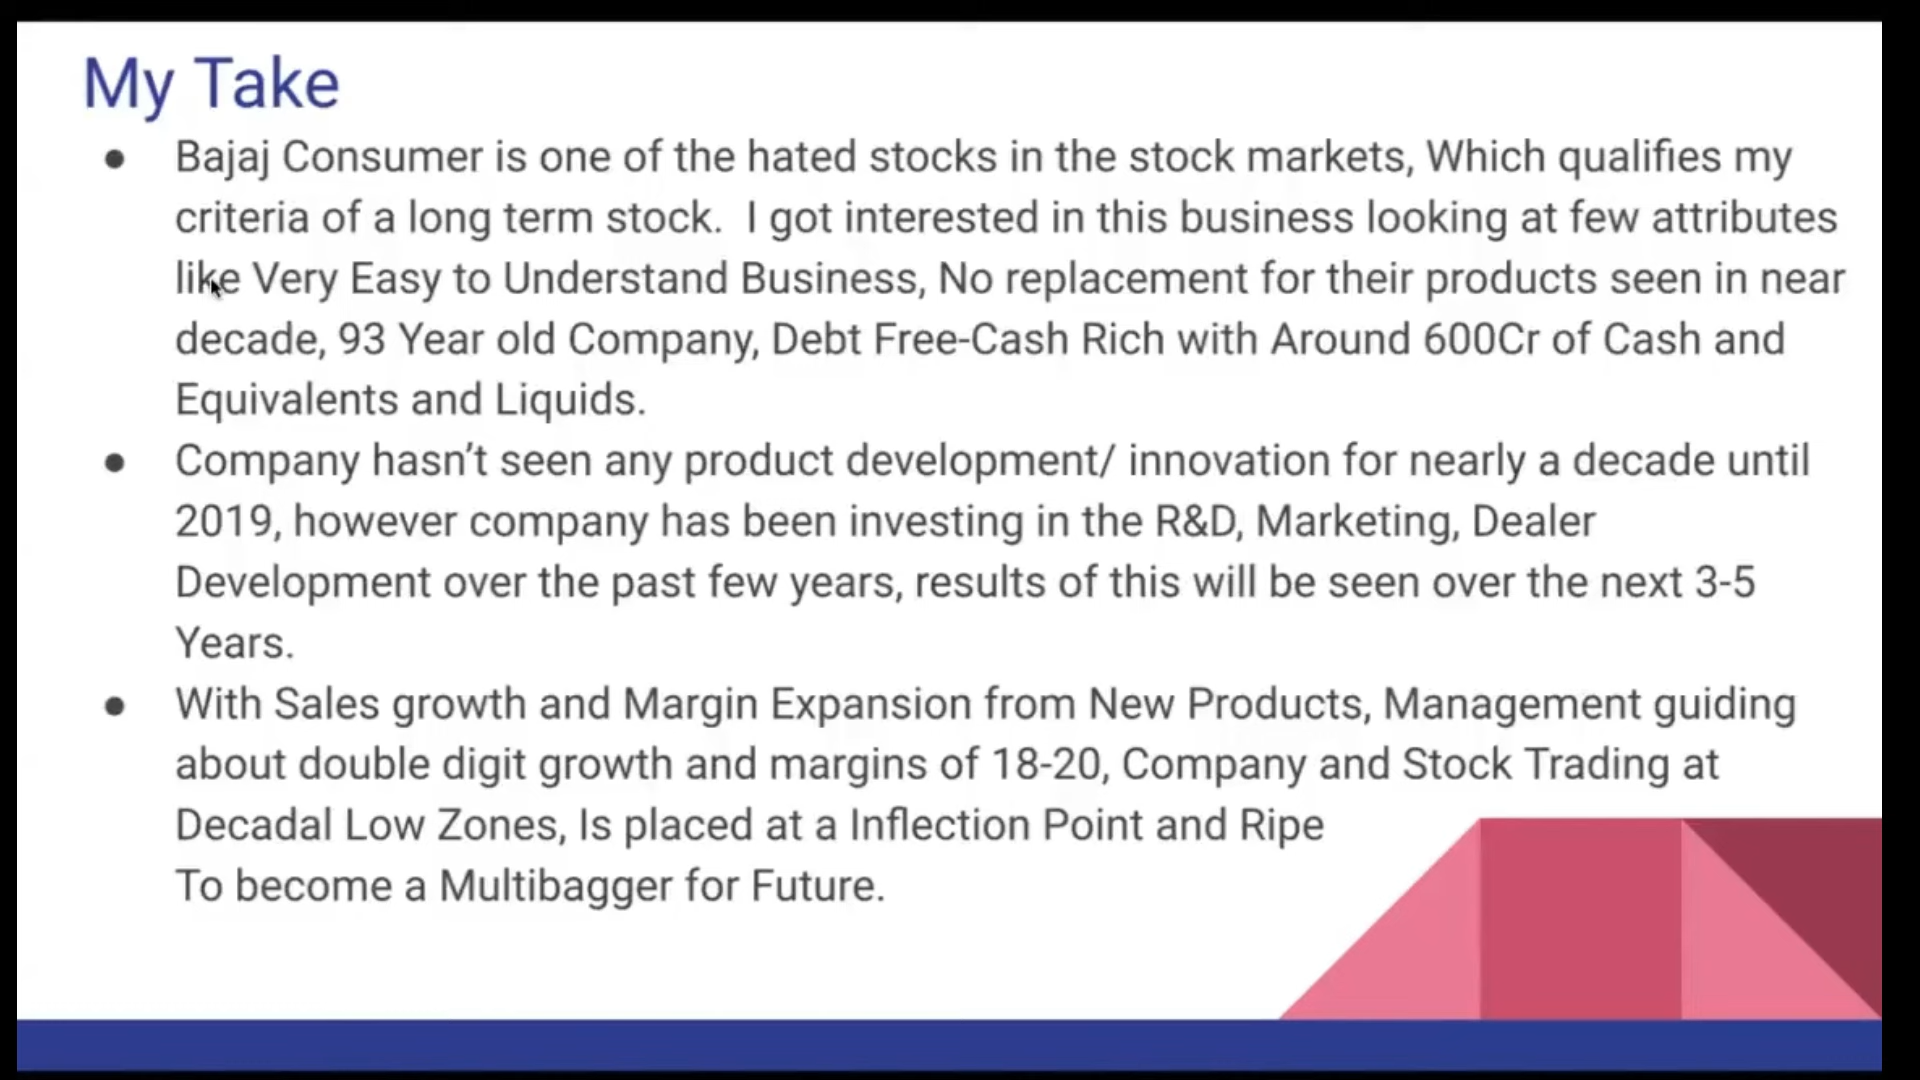 My Take
● Bajaj Consumer is one of the hated stocks in the stock markets, Which qualifies my
criteria of a long term stock.  I got interested in this business looking at few attributes
like Very Easy to Understand Business, No replacement for their products seen in near
decade, 93 Year old Company, Debt Free-Cash Rich with Around 600Cr of Cash and
Equivalents and Liquids.
● Company hasn’t seen any product development/ innovation for nearly a decade until
2019, however company has been investing in the R&D, Marketing, Dealer
Development over the past few years, results of this will be seen over the next 3-5
Years.
● With Sales growth and Margin Expansion from New Products, Management guiding
about double digit growth and margins of 18-20, Company and Stock Trading at
Decadal Low Zones, Is placed at a Inflection Point and Ripe
To become a Multibagger for Future.